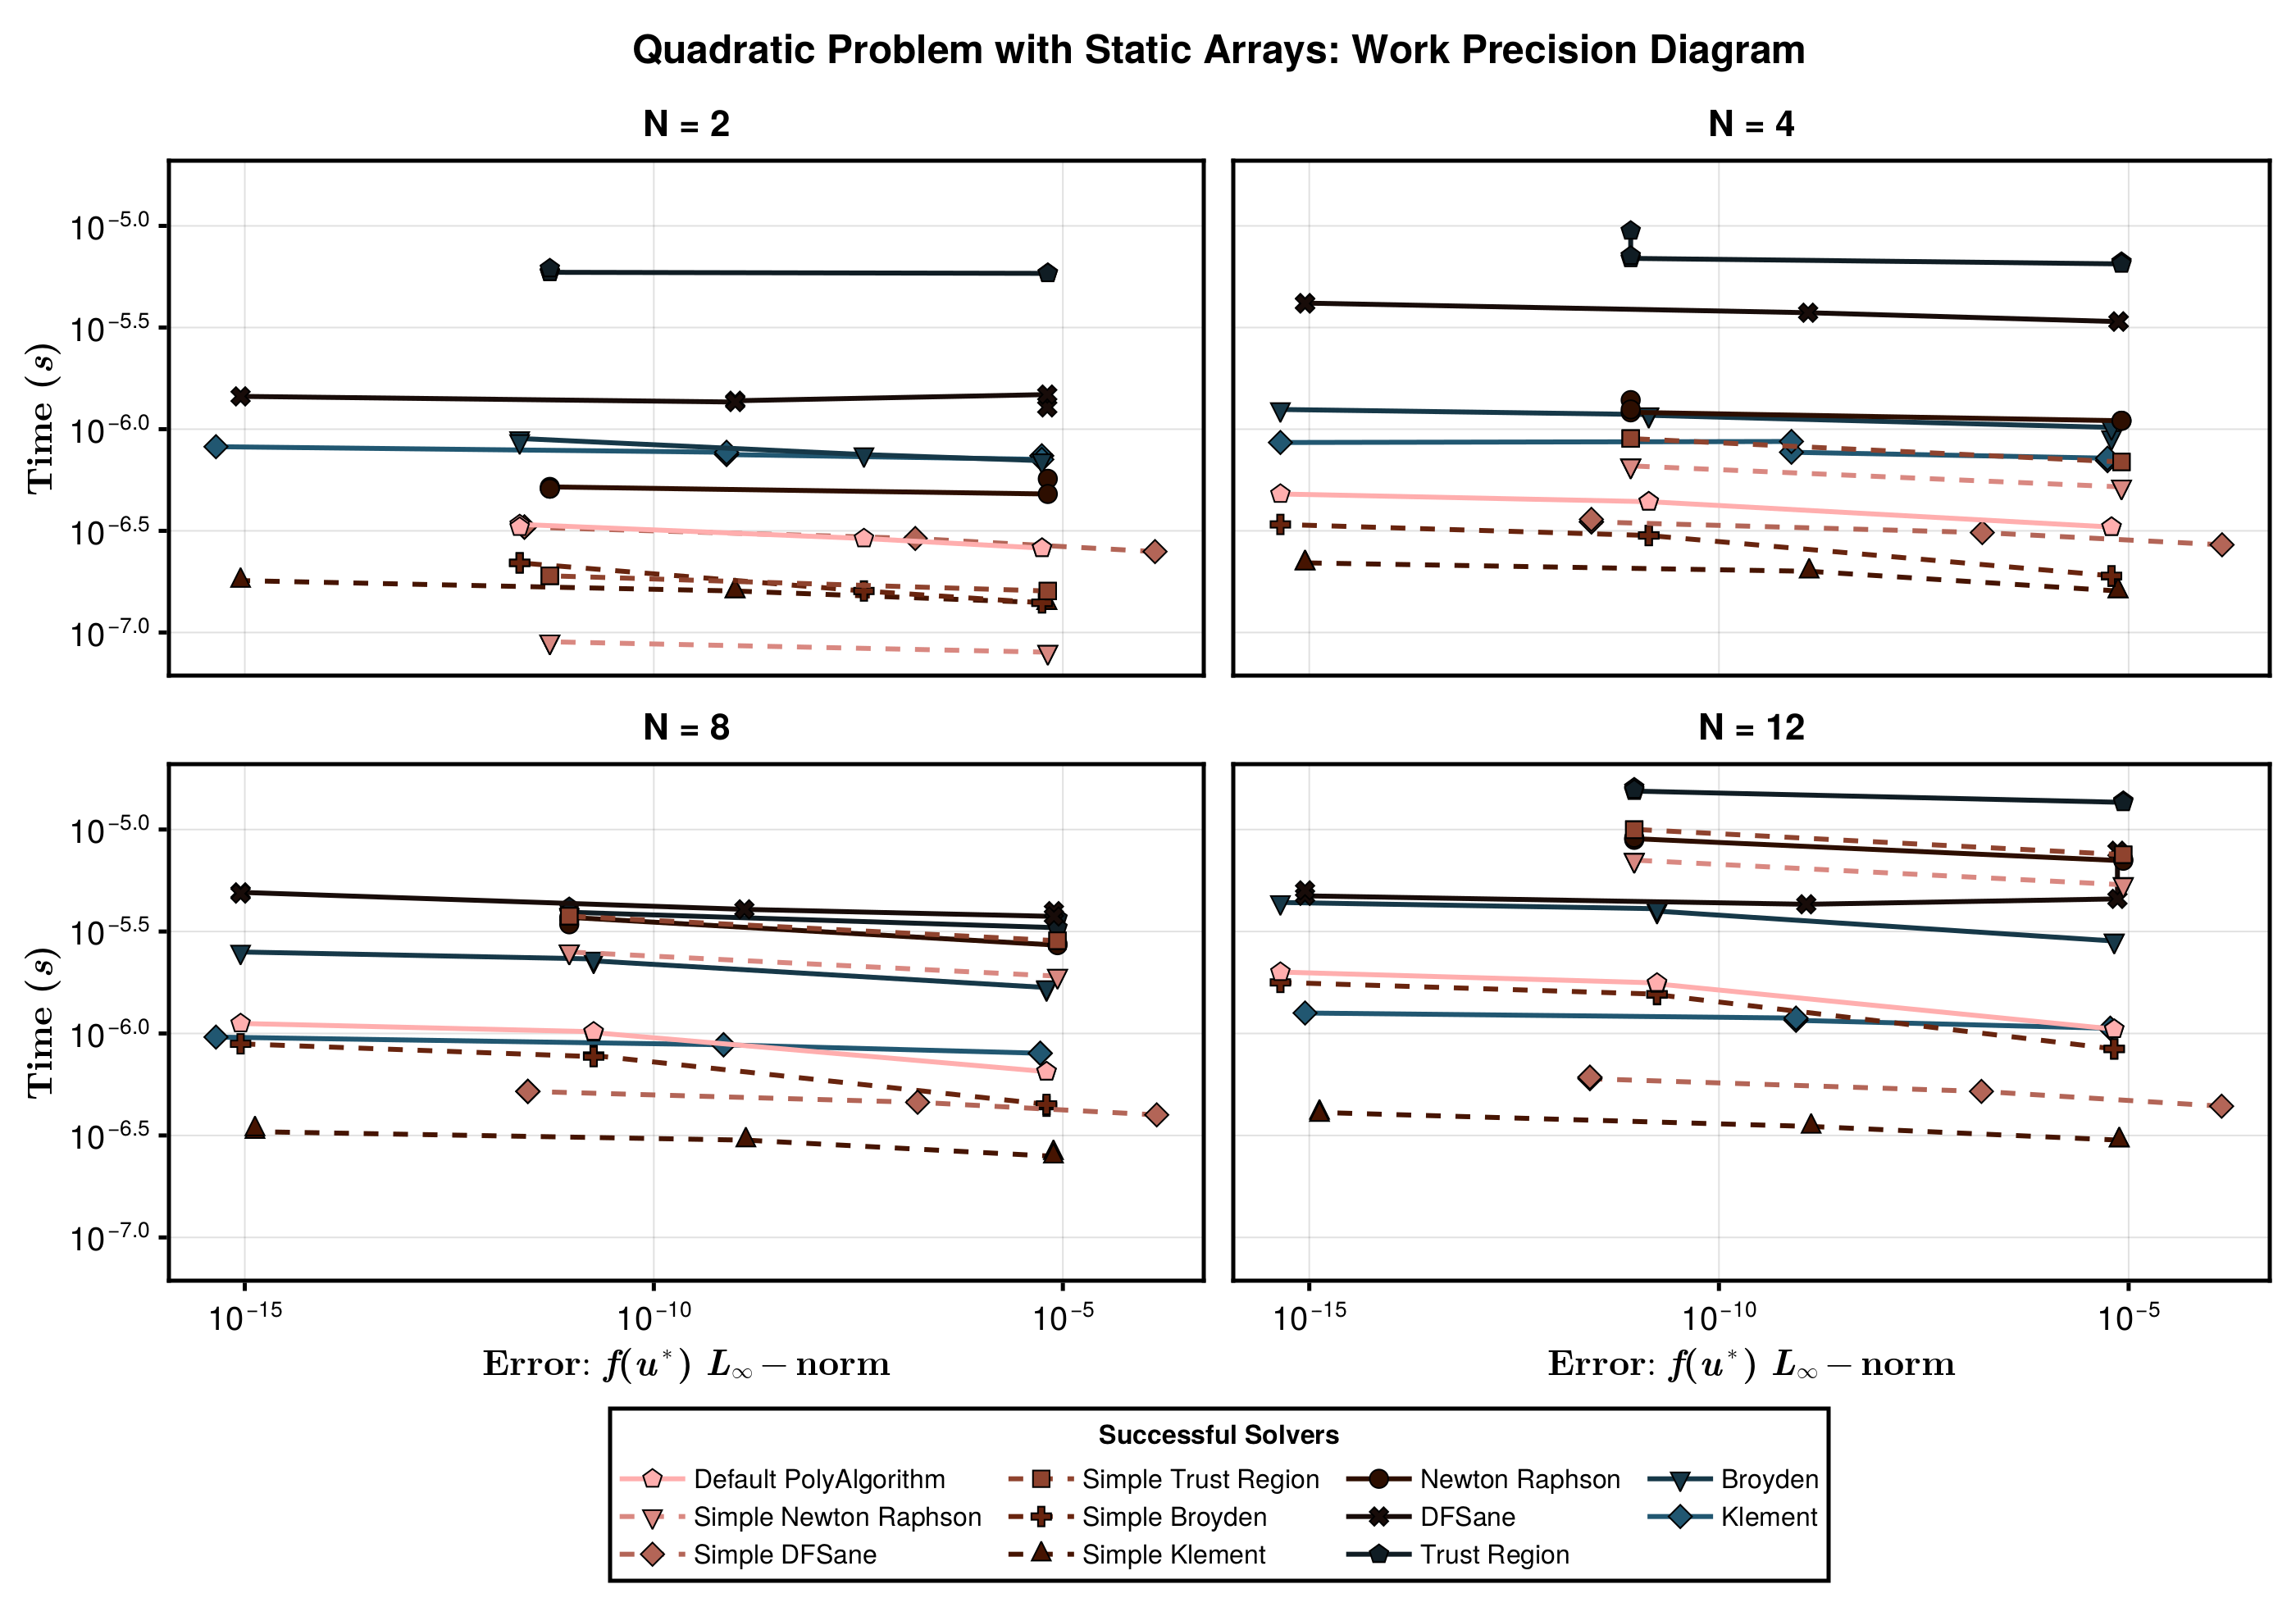 Quadratic Problem with Static Arrays: Work Precision Diagram
N = 2
N = 4
Time (s)
10^−5.0
10^−5.5
10^−6.0
10^−6.5
10^−7.0
N = 8
N = 12
Time (s)
10^−5.0
10^−5.5
10^−6.0
10^−6.5
10^−7.0
10^−15 10^−10 10^−5
10^−15 10^−10 10^−5
Error: f(u*) L∞ − norm
Error: f(u*) L∞ − norm
Successful Solvers
Default PolyAlgorithm Simple Trust Region Newton Raphson Broyden
Simple Newton Raphson Simple Broyden DFSane Klement
Simple DFSane Simple Klement Trust Region